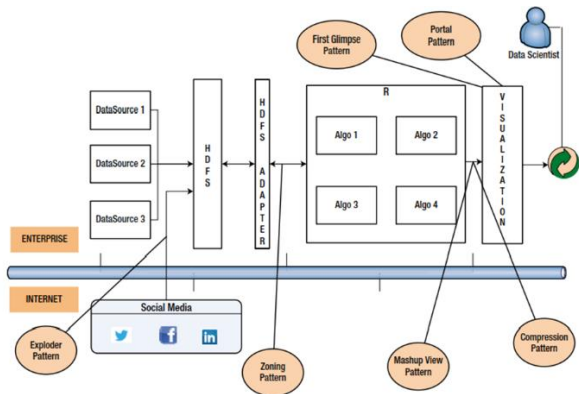 First Glimpse
Pattern
Portal
Pattern
Data Scientist
DataSource 1
DataSource 2
DataSource 3
HDFS
HDFS ADAPTER
R
Algo 1
Algo 2
Algo 3
Algo 4
VISUALIZATION
ENTERPRISE
INTERNET
Social Media
Exploder
Pattern
Zoning
Pattern
Mashup View
Pattern
Compression
Pattern